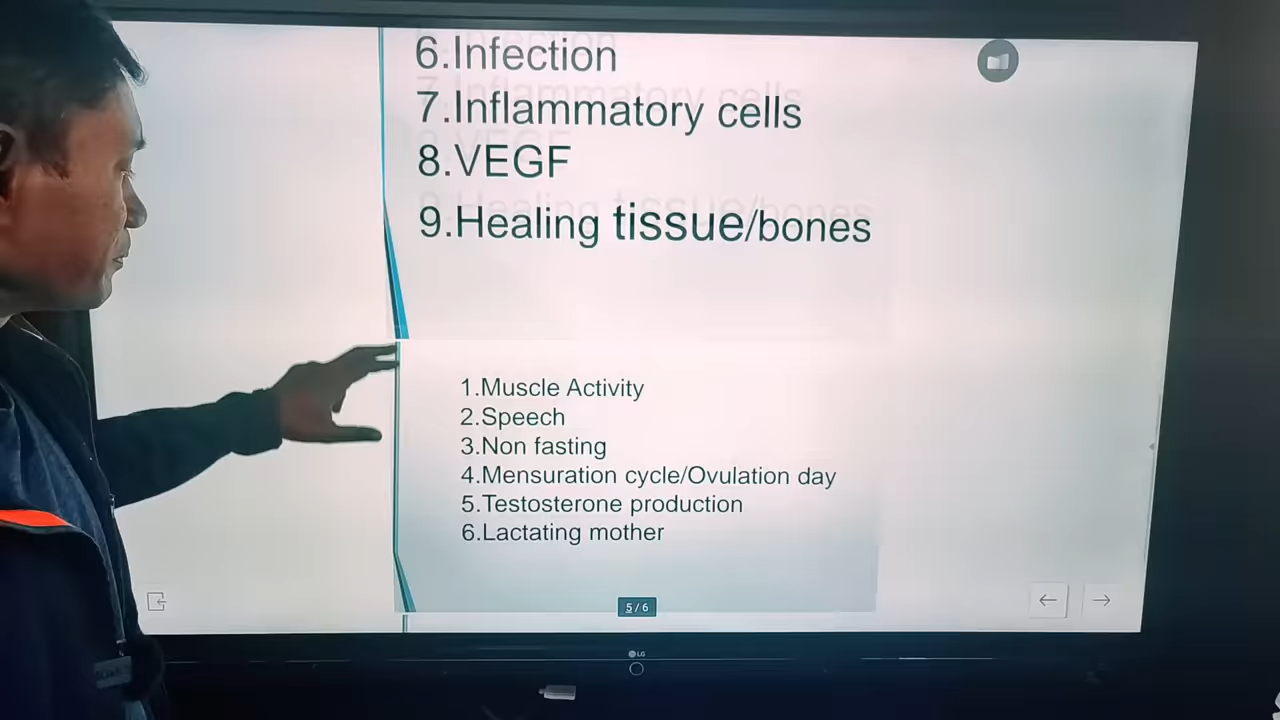 6.Infection
7.Inflammatory cells
8.VEGF
9.Healing tissue/bones
1.Muscle Activity
2.Speech
3.Non fasting
4.Mensuration cycle/Ovulation day
5.Testosterone production
6.Lactating mother
5 / 6
LG